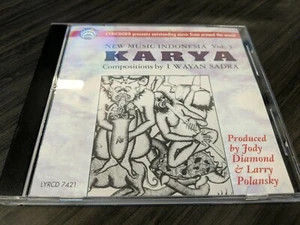 LYRICHORD presents outstanding music from around the world
NEW MUSIC INDONESIA Vol. 3
KARYA
Compositions by I WAYAN SADRA
Produced by Jody
Diamond
& Larry
Polansky
LYRCD 7421